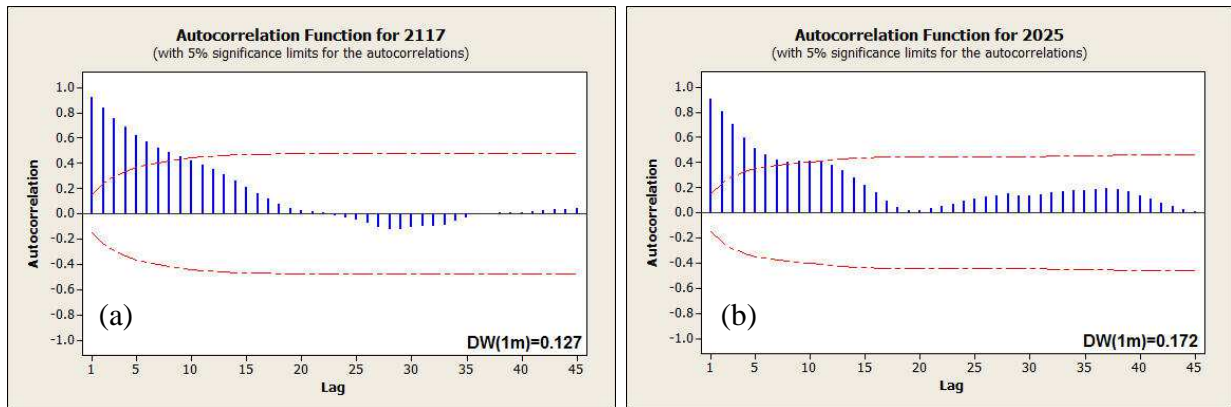 Autocorrelation Function for 2117
(with 5% significance limits for the autocorrelations)
1.0
0.8
0.6
0.4
0.2
0.0
-0.2
-0.4
-0.6
-0.8
-1.0
Autocorrelation
(a)
DW(1m)=0.127
1 5 10 15 20 25 30 35 40 45
Lag
Autocorrelation Function for 2025
(with 5% significance limits for the autocorrelations)
1.0
0.8
0.6
0.4
0.2
0.0
-0.2
-0.4
-0.6
-0.8
-1.0
Autocorrelation
(b)
DW(1m)=0.172
1 5 10 15 20 25 30 35 40 45
Lag